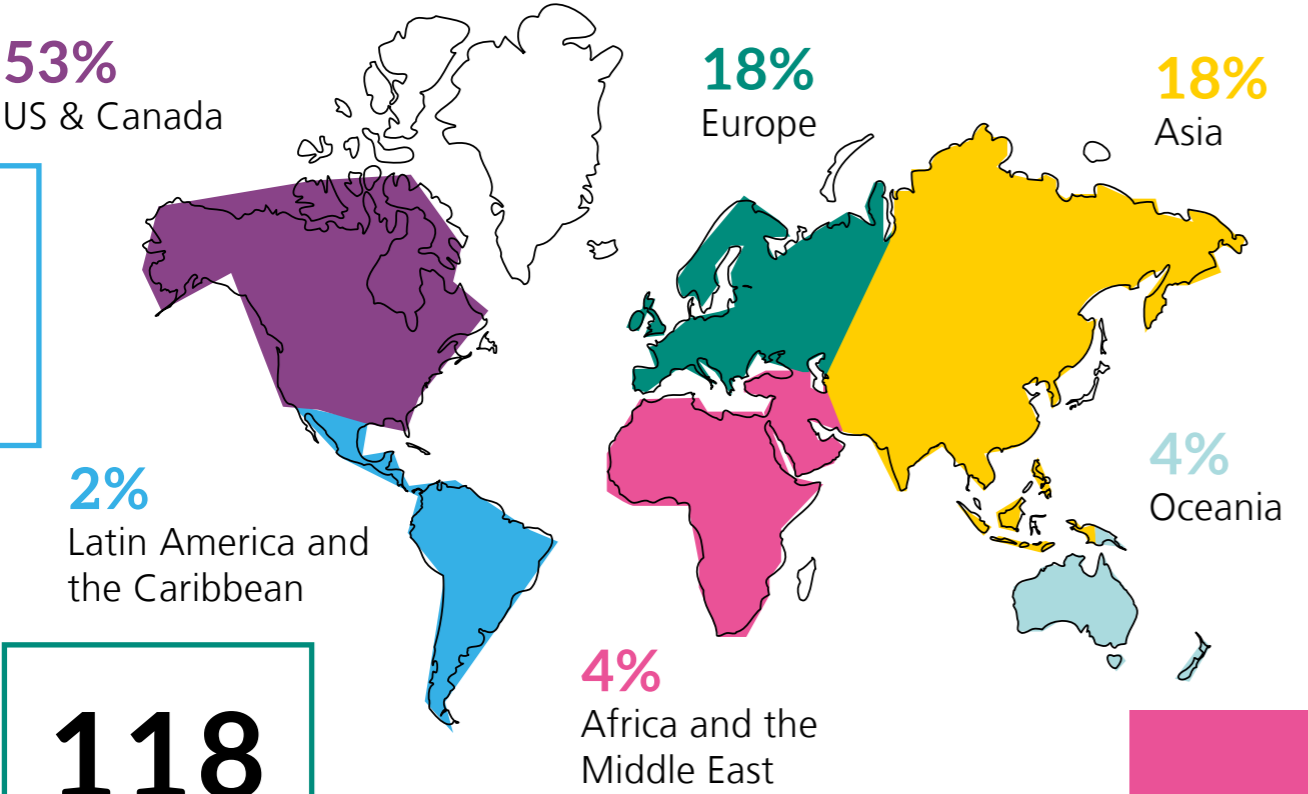 53%
US & Canada
18%
Europe
18%
Asia
2%
Latin America and
the Caribbean
4%
Oceania
4%
Africa and the
Middle East
118